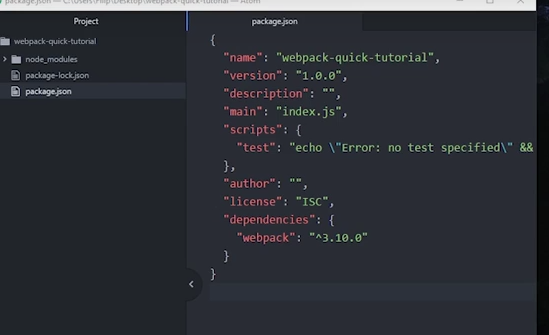 package.json — C:\Users\Filip\Desktop\webpack-quick-tutorial — Atom
Project
webpack-quick-tutorial
node_modules
package-lock.json
package.json
package.json
{
"name": "webpack-quick-tutorial",
"version": "1.0.0",
"description": "",
"main": "index.js",
"scripts": {
"test": "echo \"Error: no test specified\" &&
},
"author": "",
"license": "ISC",
"dependencies": {
"webpack": "^3.10.0"
}
}